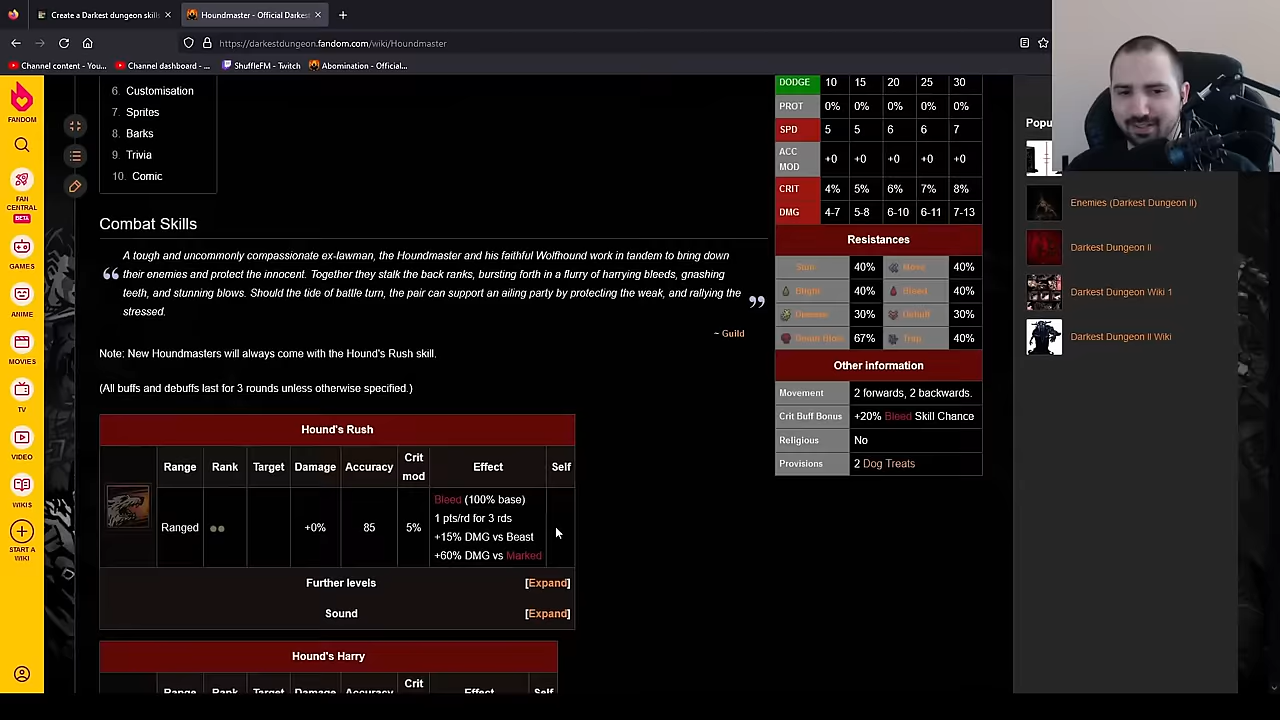 Create a Darkest dungeon skill
Houndmaster - Official Darkest
https://darkestdungeon.fandom.com/wiki/Houndmaster
Channel content - You...
Channel dashboard - ...
ShuffleFM - Twitch
Abomination - Official...
FANDOM
FAN CENTRAL
BETA
GAMES
ANIME
MOVIES
TV
VIDEO
WIKIS
START A WIKI
6. Customisation
7. Sprites
8. Barks
9. Trivia
10. Comic
Combat Skills
A tough and uncommonly compassionate ex-lawman, the Houndmaster and his faithful Wolfhound work in tandem to bring down
their enemies and protect the innocent. Together they stalk the back ranks, bursting forth in a flurry of harrying bleeds, gnashing
teeth, and stunning blows. Should the tide of battle turn, the pair can support an ailing party by protecting the weak, and rallying the
stressed.
~ Guild
Note: New Houndmasters will always come with the Hound's Rush skill.
(All buffs and debuffs last for 3 rounds unless otherwise specified.)
Hound's Rush
Range Rank Target Damage Accuracy Crit mod Effect Self
Ranged +0% 85 5%
Bleed (100% base)
1 pts/rd for 3 rds
+15% DMG vs Beast
+60% DMG vs Marked
Further levels [Expand]
Sound [Expand]
Hound's Harry
Range Rank Target Damage Accuracy Crit Effect Self
DODGE 10 15 20 25 30
PROT 0% 0% 0% 0% 0%
SPD 5 5 6 6 7
ACC MOD +0 +0 +0 +0 +0
CRIT 4% 5% 6% 7% 8%
DMG 4-7 5-8 6-10 6-11 7-13
Resistances
Stun 40% Move 40%
Blight 40% Bleed 40%
Disease 30% Debuff 30%
Death Blow 67% Trap 40%
Other information
Movement 2 forwards, 2 backwards.
Crit Buff Bonus +20% Bleed Skill Chance
Religious No
Provisions 2 Dog Treats
Popu
Enemies (Darkest Dungeon II)
Darkest Dungeon II
Darkest Dungeon Wiki 1
Darkest Dungeon II Wiki